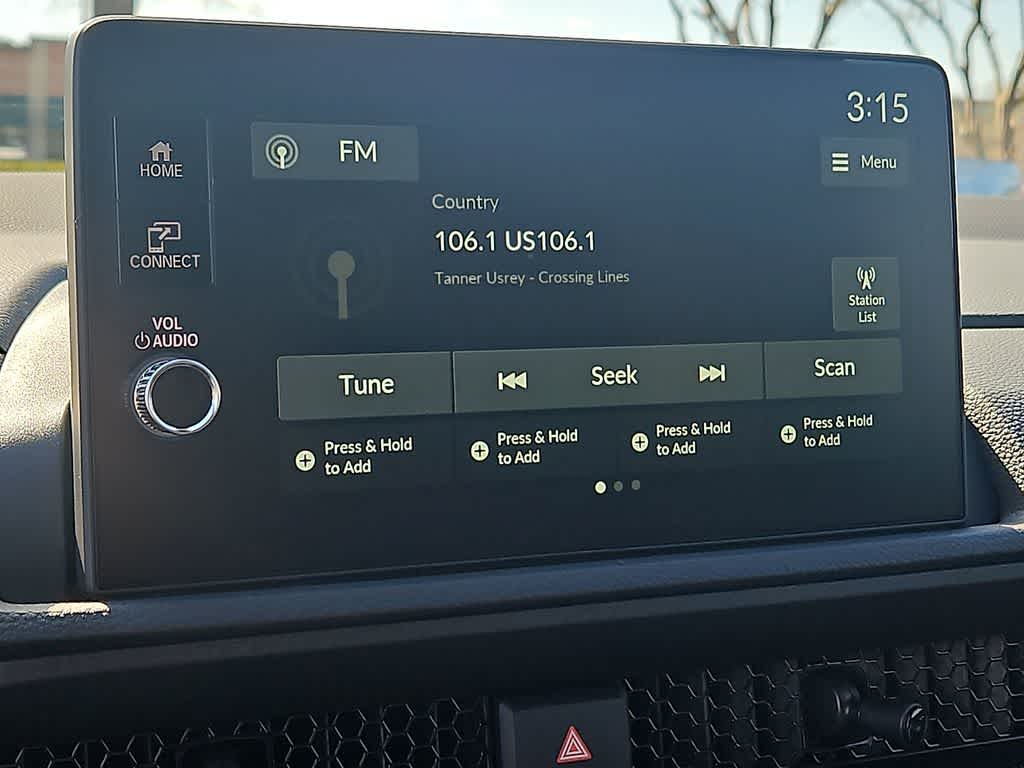 3:15
HOME
FM
Menu
Country
106.1 US106.1
CONNECT
Tanner Usrey - Crossing Lines
Station
List
VOL
AUDIO
Tune
Seek
Scan
Press & Hold
to Add
Press & Hold
to Add
Press & Hold
to Add
Press & Hold
to Add